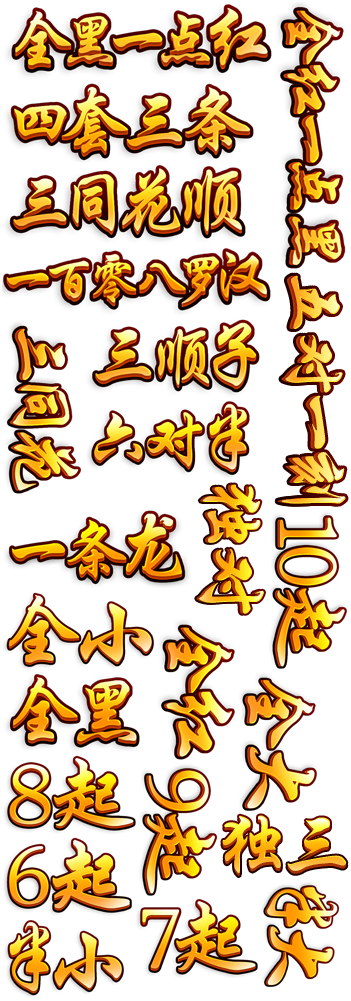 全黑一点红
四套三条
三同花顺
一百零八罗汉
全红一点黑
五对一刻
三同花
三顺子
六对半
独对
一条龙
10起
全小
全红
全大
全黑
8起
9起
独三
6起
半大
半小
7起